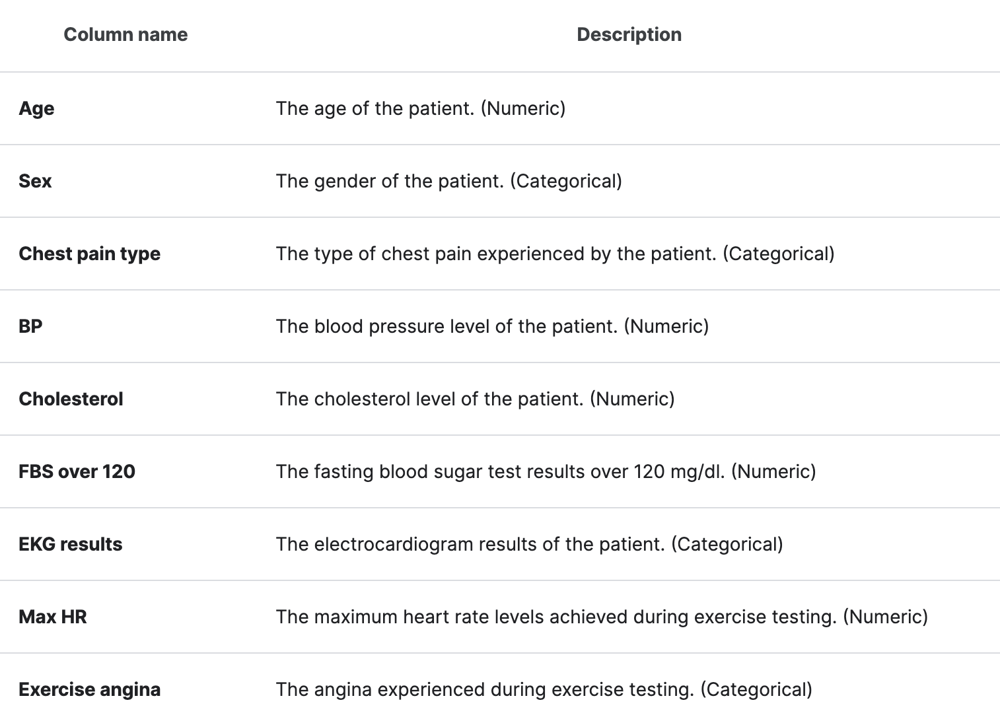 Column name Description
Age The age of the patient. (Numeric)
Sex The gender of the patient. (Categorical)
Chest pain type The type of chest pain experienced by the patient. (Categorical)
BP The blood pressure level of the patient. (Numeric)
Cholesterol The cholesterol level of the patient. (Numeric)
FBS over 120 The fasting blood sugar test results over 120 mg/dl. (Numeric)
EKG results The electrocardiogram results of the patient. (Categorical)
Max HR The maximum heart rate levels achieved during exercise testing. (Numeric)
Exercise angina The angina experienced during exercise testing. (Categorical)